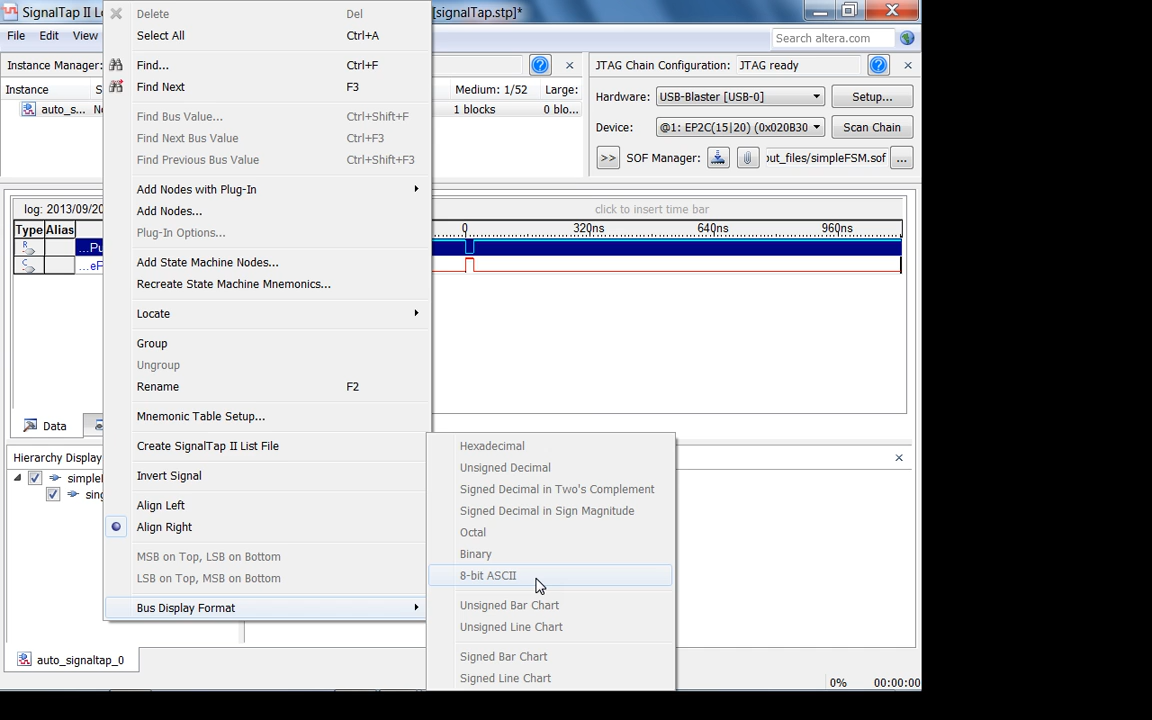 SignalTap II Lo
[signalTap.stp]*
File Edit View
Search altera.com
Instance Manager:
JTAG Chain Configuration: JTAG ready
Instance
Medium: 1/52 Large:
auto_s... Ne
1 blocks 0 blo...
Hardware: USB-Blaster [USB-0] Setup...
Device: @1: EP2C(15|20) (0x020B30 Scan Chain
>> SOF Manager: ut_files/simpleFSM.sof ...
log: 2013/09/20
click to insert time bar
Type Alias
0 320ns 640ns 960ns
...Pu
...eF
Data
Hierarchy Display
simpleF
sing
auto_signaltap_0
0% 00:00:00
Delete Del
Select All Ctrl+A
Find... Ctrl+F
Find Next F3
Find Bus Value... Ctrl+Shift+F
Find Next Bus Value Ctrl+F3
Find Previous Bus Value Ctrl+Shift+F3
Add Nodes with Plug-In
Add Nodes...
Plug-In Options...
Add State Machine Nodes...
Recreate State Machine Mnemonics...
Locate
Group
Ungroup
Rename F2
Mnemonic Table Setup...
Create SignalTap II List File
Invert Signal
Align Left
Align Right
MSB on Top, LSB on Bottom
LSB on Top, MSB on Bottom
Bus Display Format
Hexadecimal
Unsigned Decimal
Signed Decimal in Two's Complement
Signed Decimal in Sign Magnitude
Octal
Binary
8-bit ASCII
Unsigned Bar Chart
Unsigned Line Chart
Signed Bar Chart
Signed Line Chart